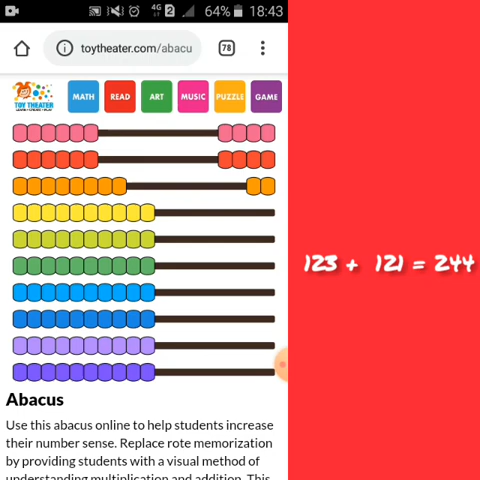 4G 2 64% 18:43
toytheater.com/abacu 78
TOY THEATER MATH READ ART MUSIC PUZZLE GAME
123 + 121 = 244
Abacus
Use this abacus online to help students increase
their number sense. Replace rote memorization
by providing students with a visual method of
understanding multiplication and addition. This